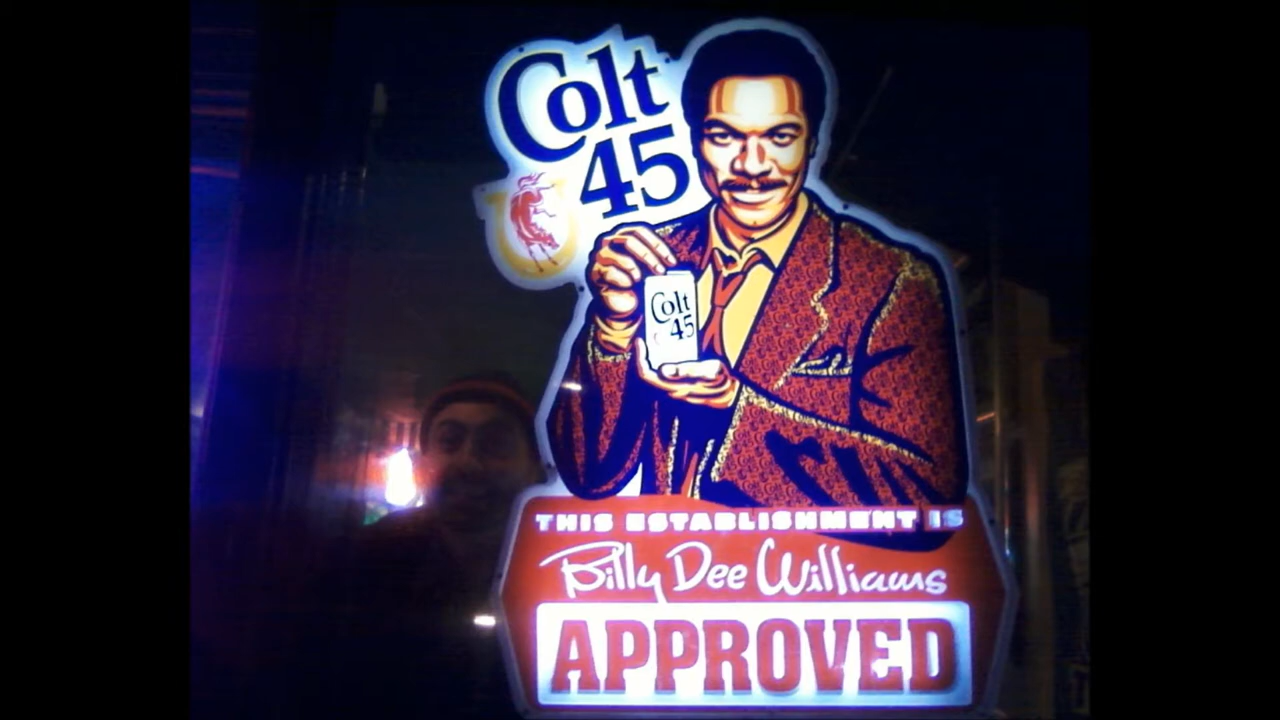 Colt
45
Colt
45
THIS ESTABLISHMENT IS
Billy Dee Williams
APPROVED